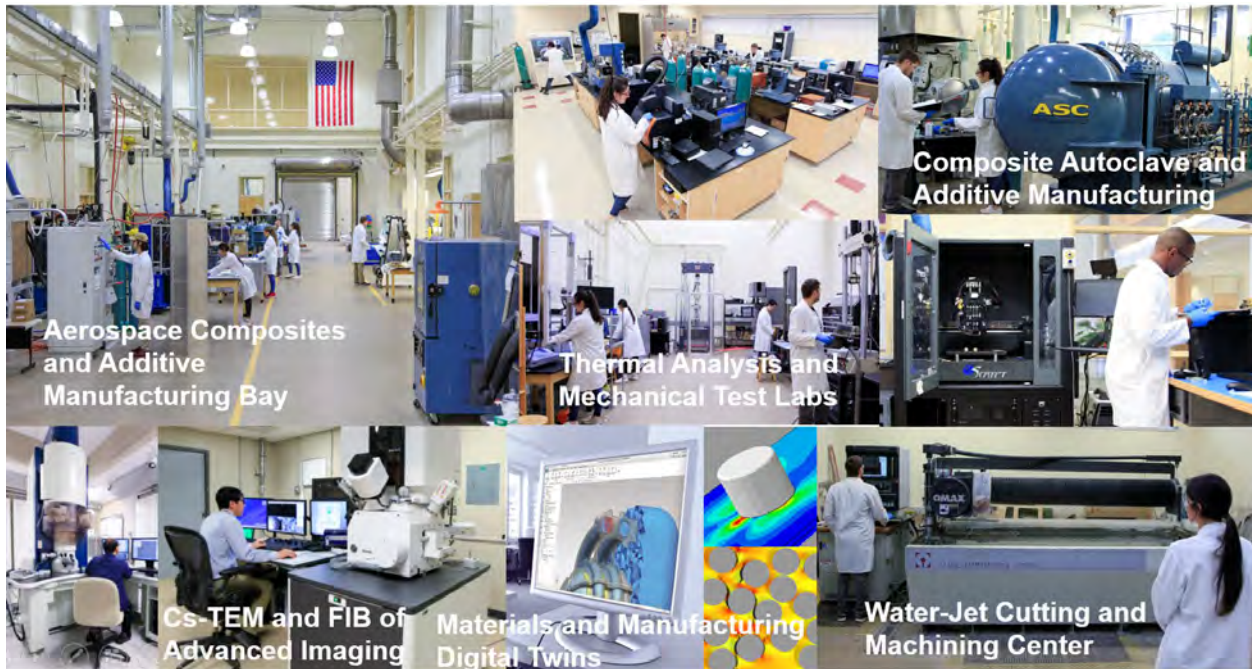 ASC
Composite Autoclave and
Additive Manufacturing
Aerospace Composites
and Additive
Manufacturing Bay
Thermal Analysis and
Mechanical Test Labs
OMAX
Cs-TEM and FIB of
Advanced Imaging
Materials and Manufacturing
Digital Twins
Water-Jet Cutting and
Machining Center